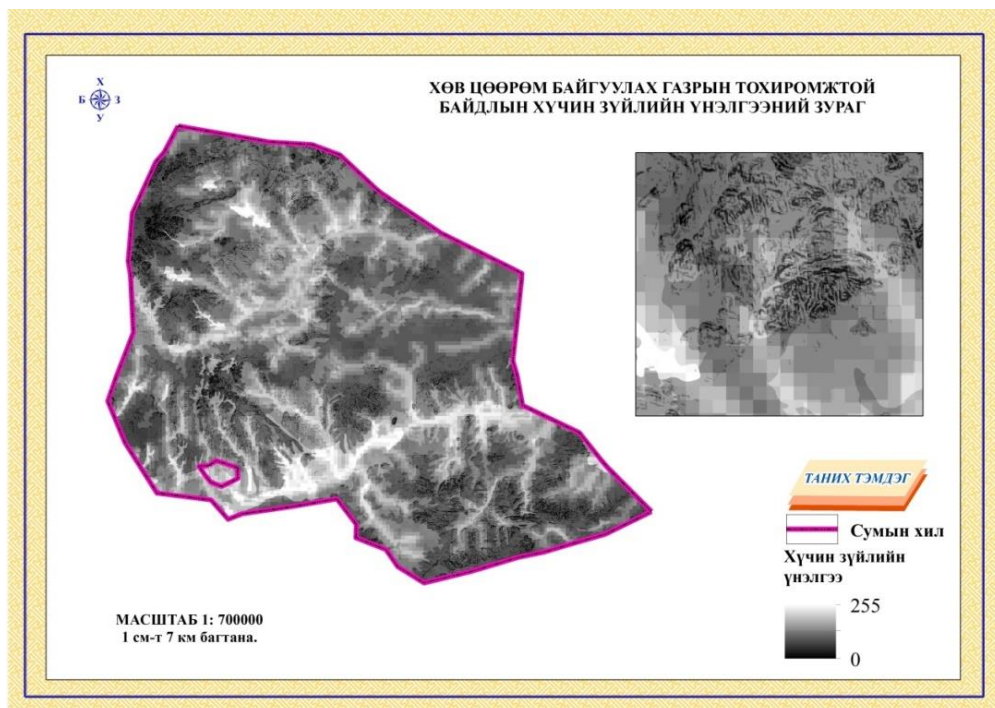 ХӨВ ЦӨӨРӨМ БАЙГУУЛАХ ГАЗРЫН ТОХИРОМЖТОЙ
БАЙДЛЫН ХҮЧИН ЗҮЙЛИЙН ҮНЭЛГЭЭНИЙ ЗУРАГ
Х
Б З
У
ТАНИХ ТЭМДЭГ
Сумын хил
Хүчин зүйлийн
үнэлгээ
255
0
МАСШТАБ 1: 700000
1 см-т 7 км багтана.